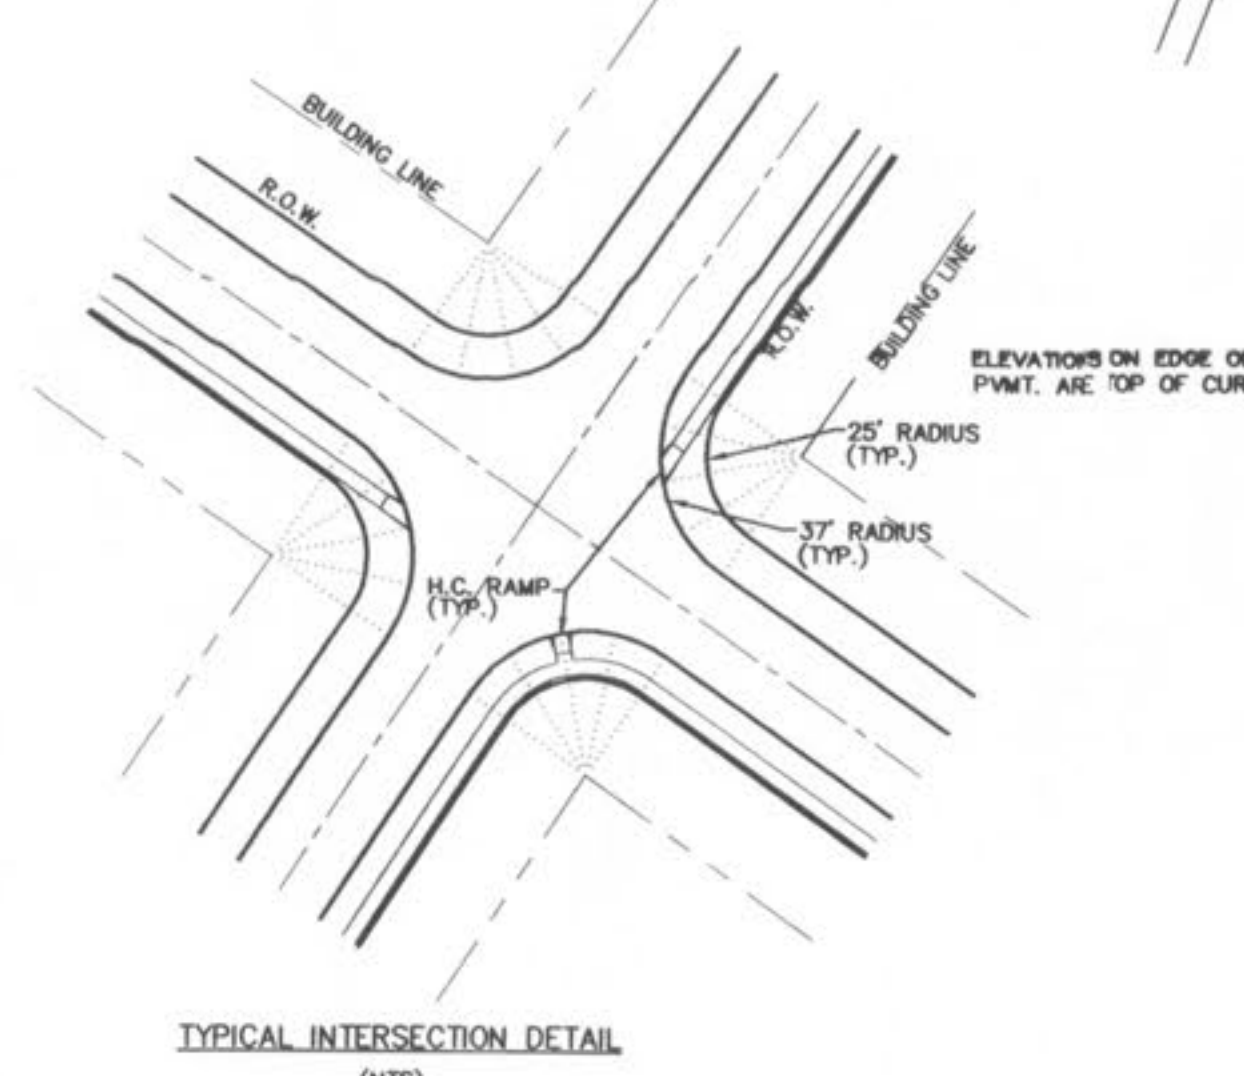 BUILDING LINE
R.O.W.
BUILDING LINE
R.O.W.
ELEVATIONS ON EDGE
PVMT. ARE TOP OF
25' RADIUS
(TYP.)
37' RADIUS
(TYP.)
H.C. RAMP
(TYP.)
TYPICAL INTERSECTION DETAIL